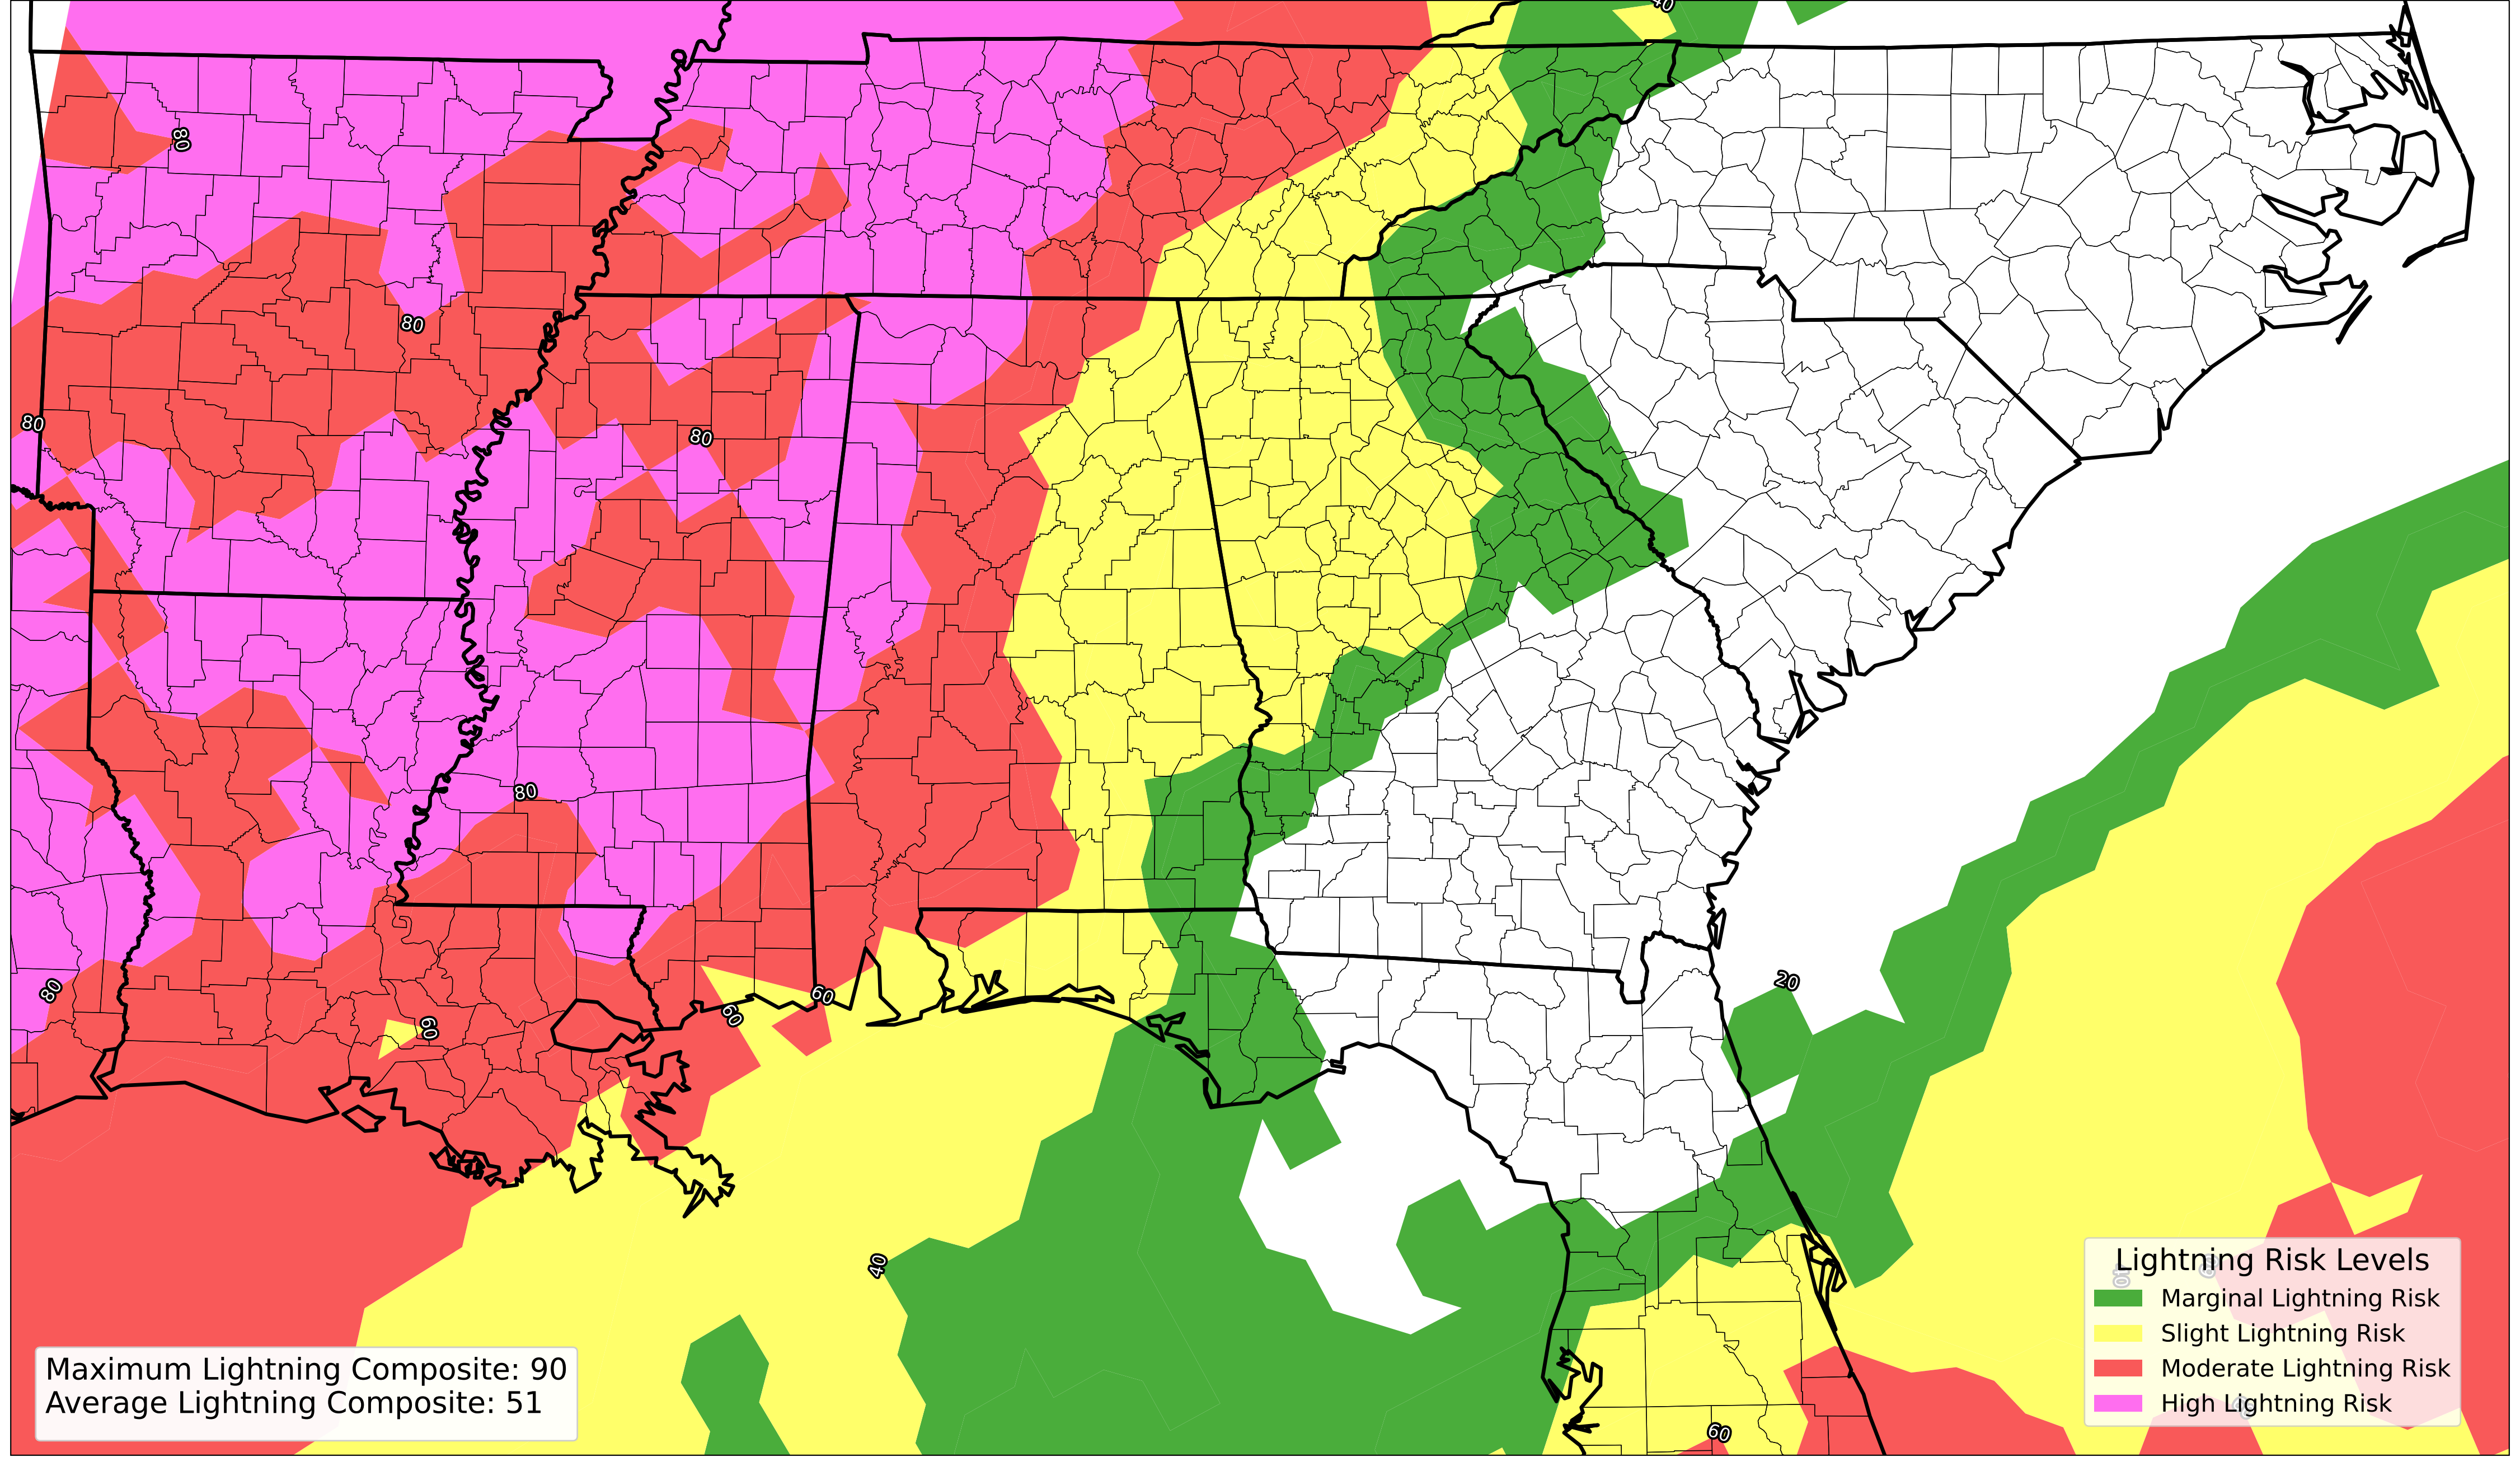 40
80
80
80
80
80
20
80
60
60
60
40
Lightning Risk Levels
Marginal Lightning Risk
Slight Lightning Risk
Moderate Lightning Risk
High Lightning Risk
Maximum Lightning Composite: 90
Average Lightning Composite: 51
60